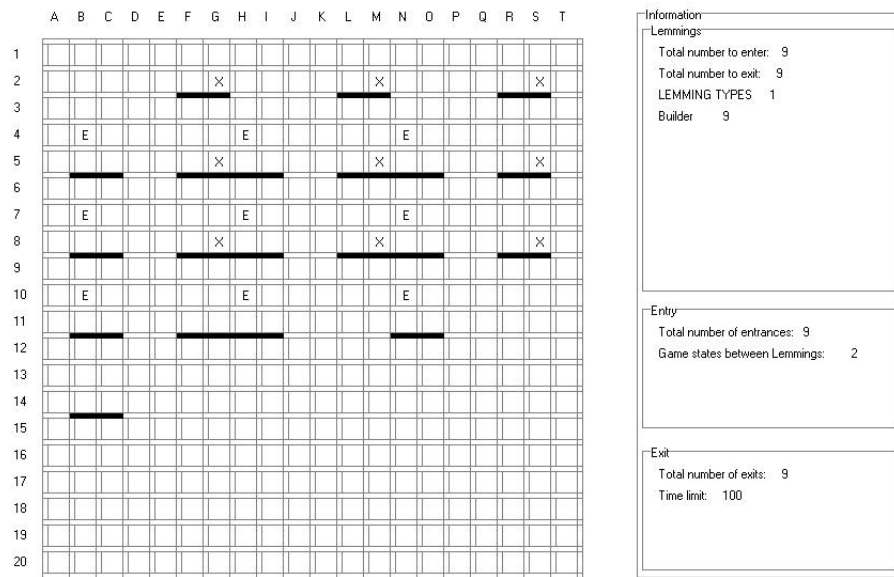 A B C D E F G H I J K L M N O P Q R S T
1
2 X X X
3
4 E E E
5 X X X
6
7 E E E
8 X X X
9
10 E E E
11
12
13
14
15
16
17
18
19
20
Information
Lemmings
Total number to enter: 9
Total number to exit: 9
LEMMING TYPES 1
Builder 9
Entry
Total number of entrances: 9
Game states between Lemmings: 2
Exit
Total number of exits: 9
Time limit: 100